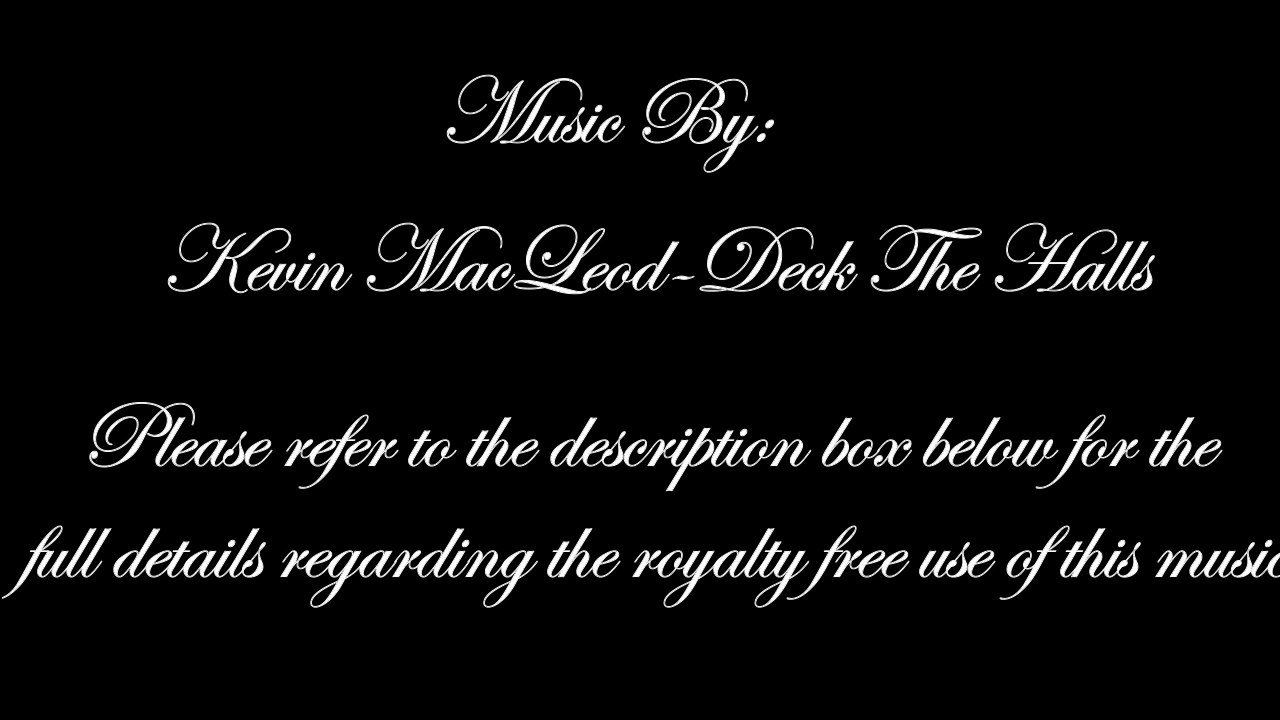 Music By:
Kevin MacLeod-Deck The Halls
Please refer to the description box below for the
full details regarding the royalty free use of this music